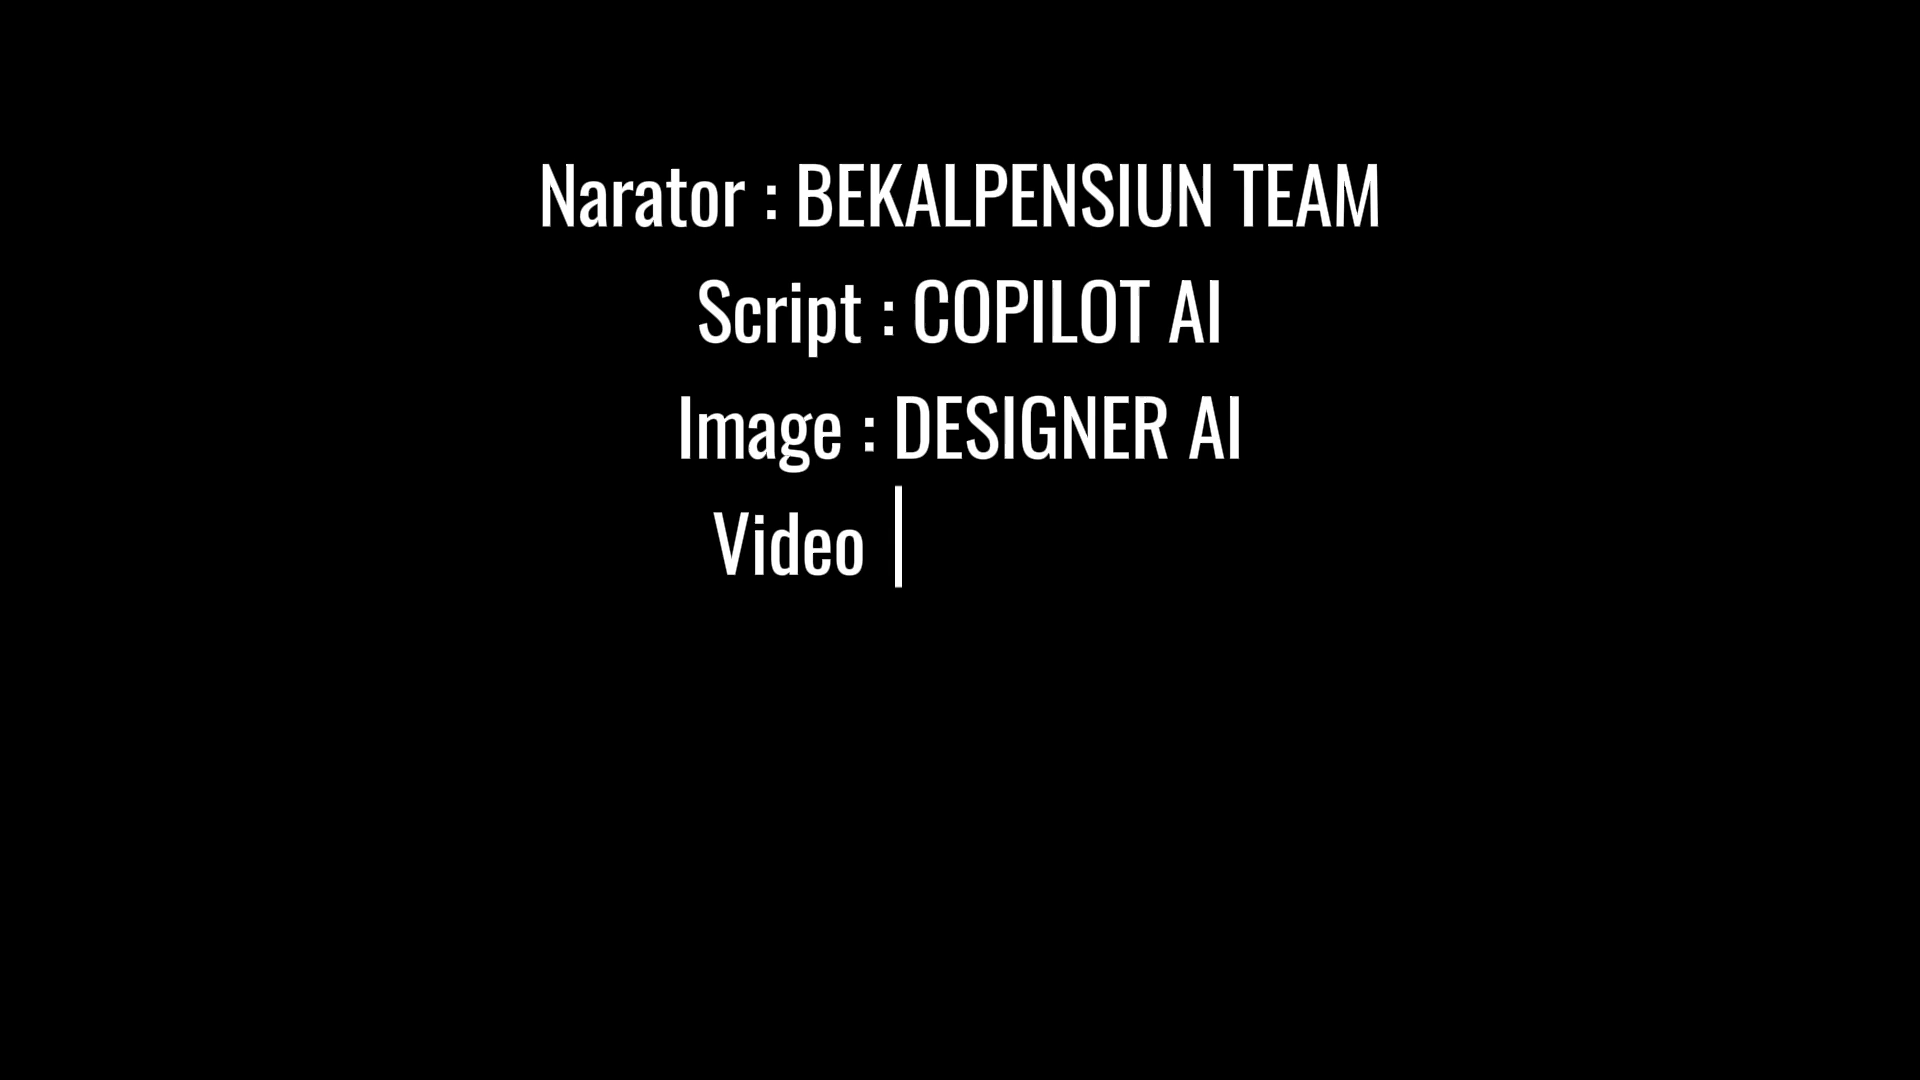 Narator : BEKALPENSIUN TEAM
Script : COPILOT AI
Image : DESIGNER AI
Video